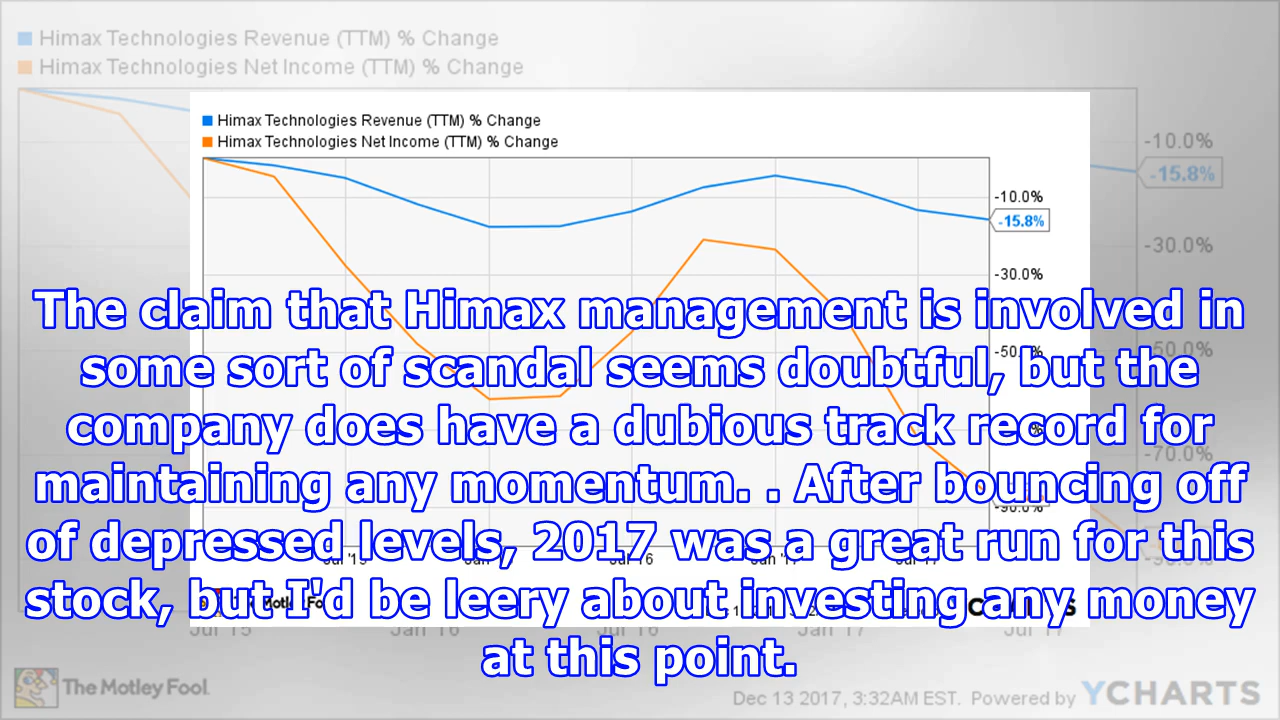 Himax Technologies Revenue (TTM) % Change
Himax Technologies Net Income (TTM) % Change
Himax Technologies Revenue (TTM) % Change
Himax Technologies Net Income (TTM) % Change
-10.0%
-15.8%
-30.0%
-10.0%
-15.8%
-30.0%
-50.0%
-70.0%
The claim that Himax management is involved in
some sort of scandal seems doubtful, but the
company does have a dubious track record for
maintaining any momentum. . After bouncing off
of depressed levels, 2017 was a great run for this
stock, but I'd be leery about investing any money
at this point.
Jul '15 Jan '16 Jul '16 Jan '17 Jul '17
The Motley Fool
Dec 13 2017, 3:32AM EST. Powered by YCHARTS